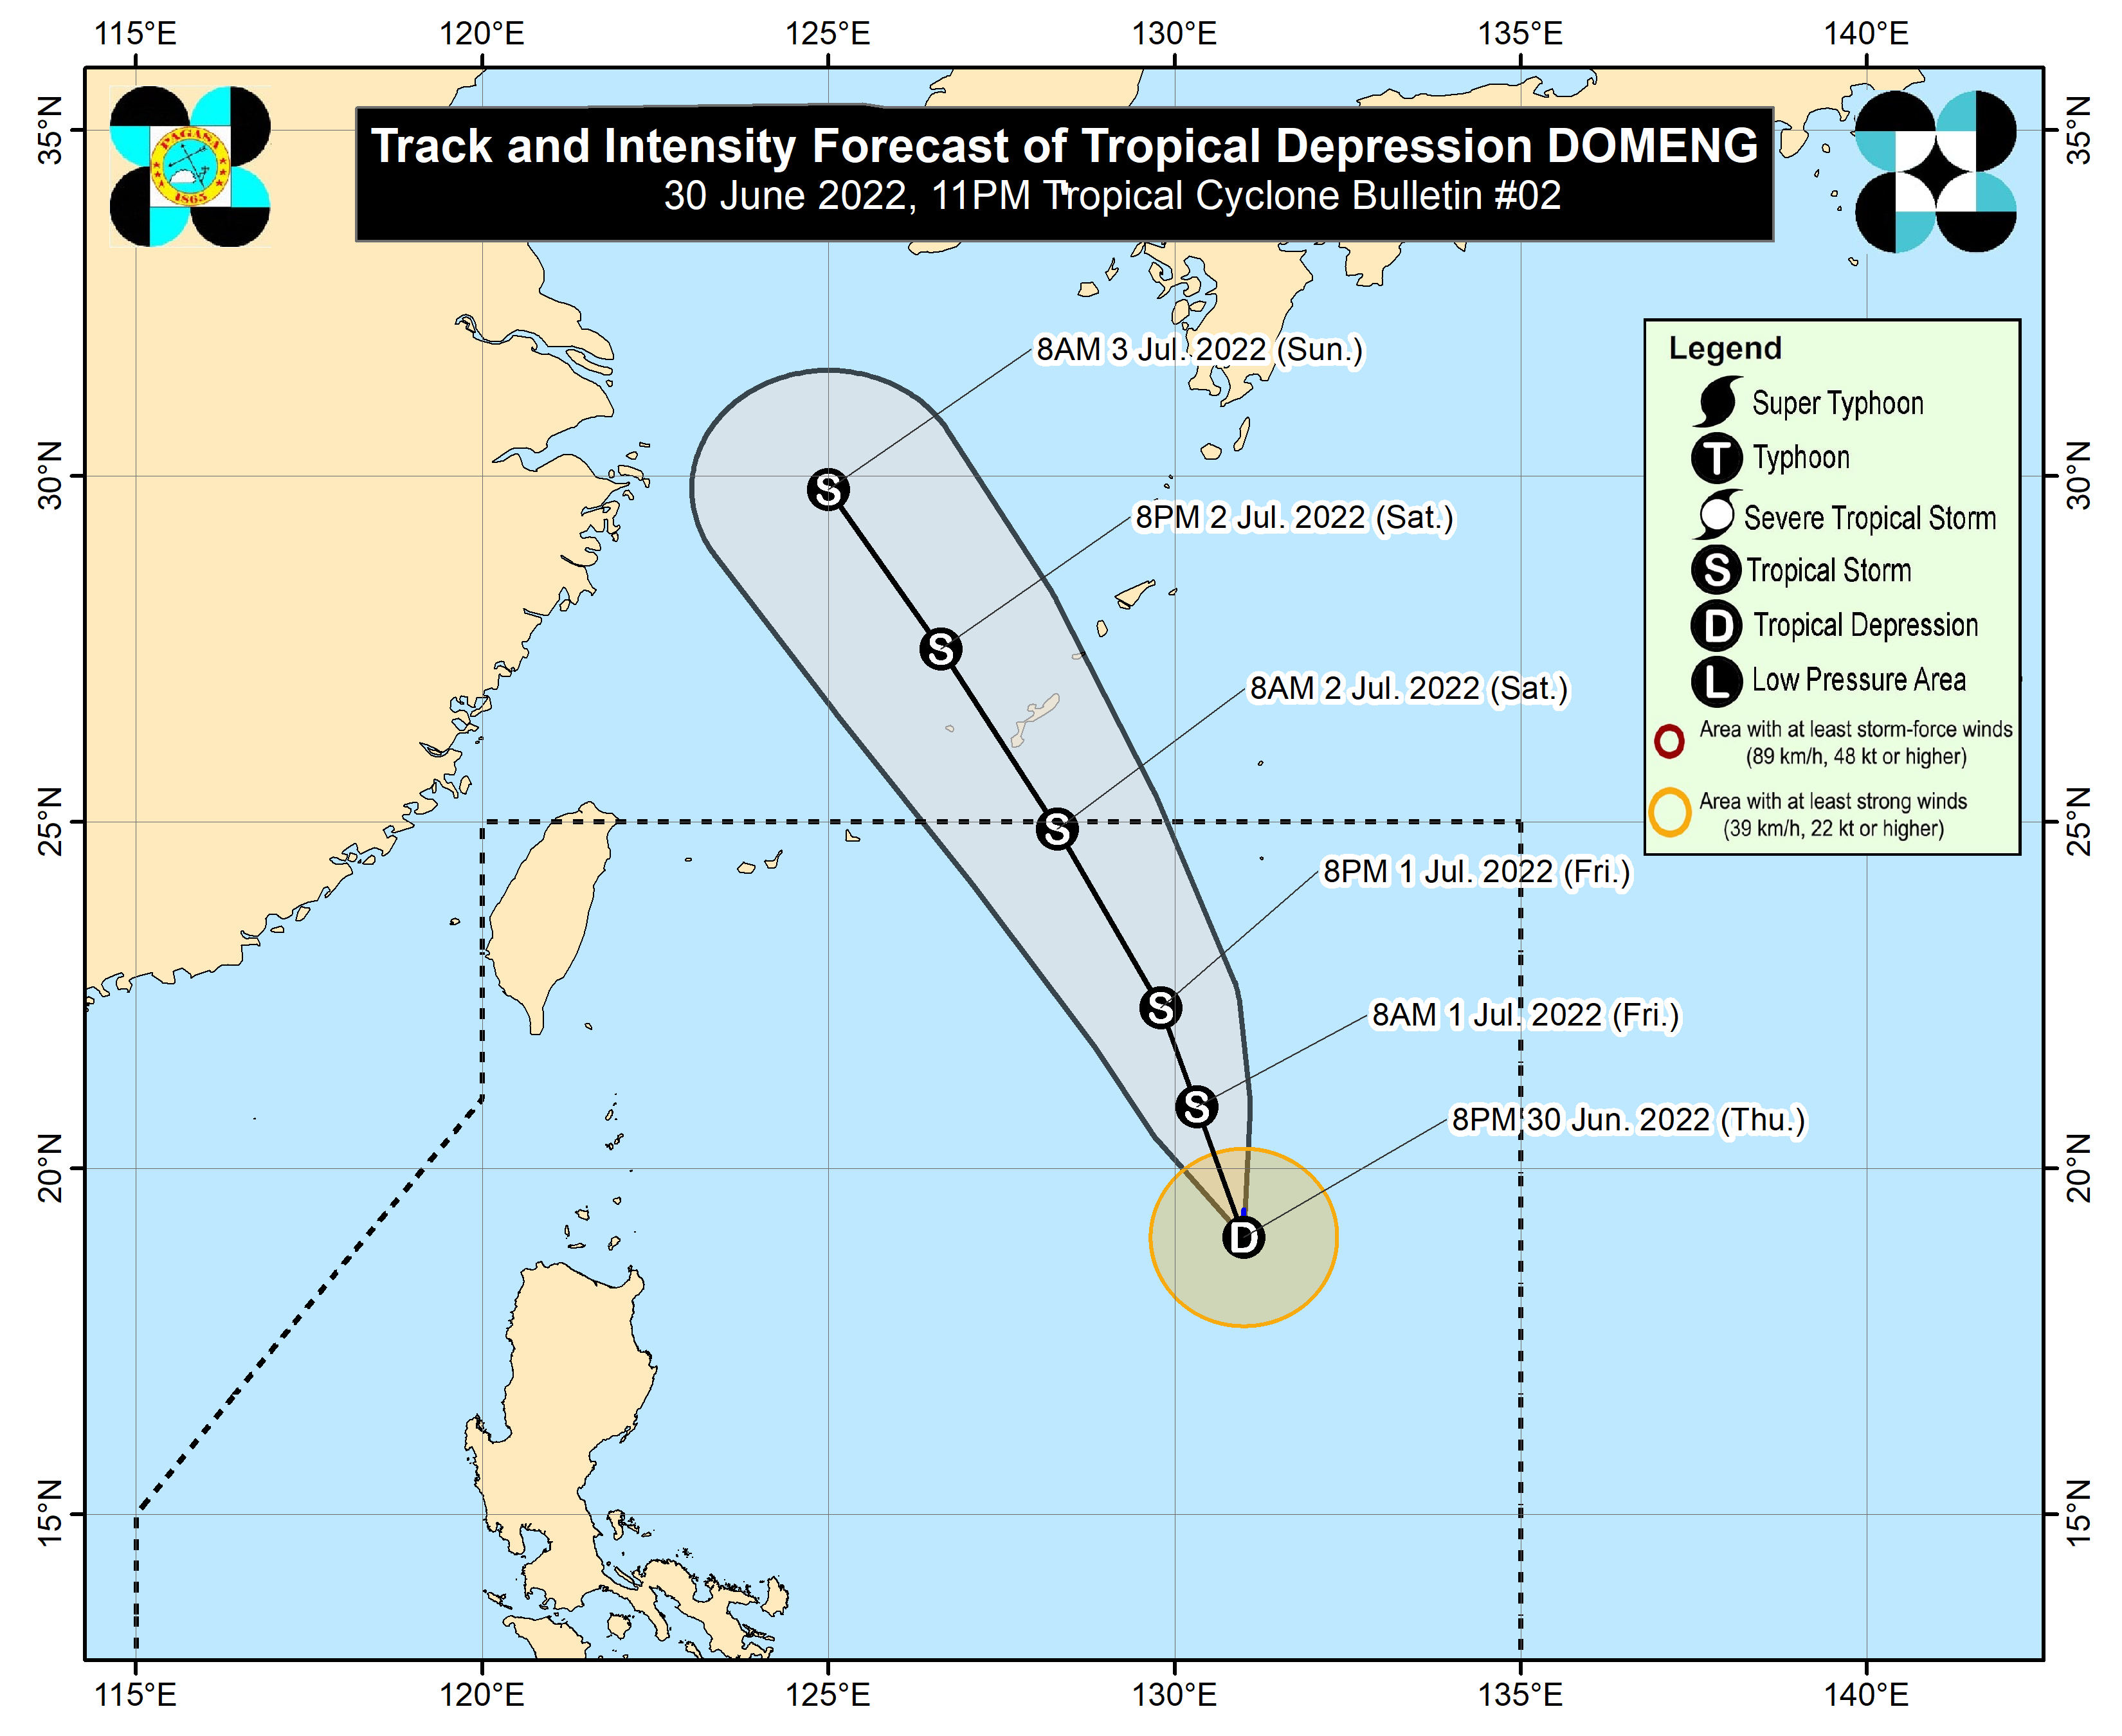 115°E 120°E 125°E 130°E 135°E 140°E
35°N 35°N
PAGASA
1865
Track and Intensity Forecast of Tropical Depression DOMENG
30 June 2022, 11PM Tropical Cyclone Bulletin #02
8AM 3 Jul. 2022 (Sun.)
Legend
Super Typhoon
T Typhoon
Severe Tropical Storm
S Tropical Storm
D Tropical Depression
L Low Pressure Area
Area with at least storm-force winds
(89 km/h, 48 kt or higher)
Area with at least strong winds
(39 km/h, 22 kt or higher)
30°N 30°N
S
8PM 2 Jul. 2022 (Sat.)
S
8AM 2 Jul. 2022 (Sat.)
25°N 25°N
S
8PM 1 Jul. 2022 (Fri.)
S
8AM 1 Jul. 2022 (Fri.)
S
8PM 30 Jun. 2022 (Thu.)
20°N 20°N
D
15°N 15°N
115°E 120°E 125°E 130°E 135°E 140°E